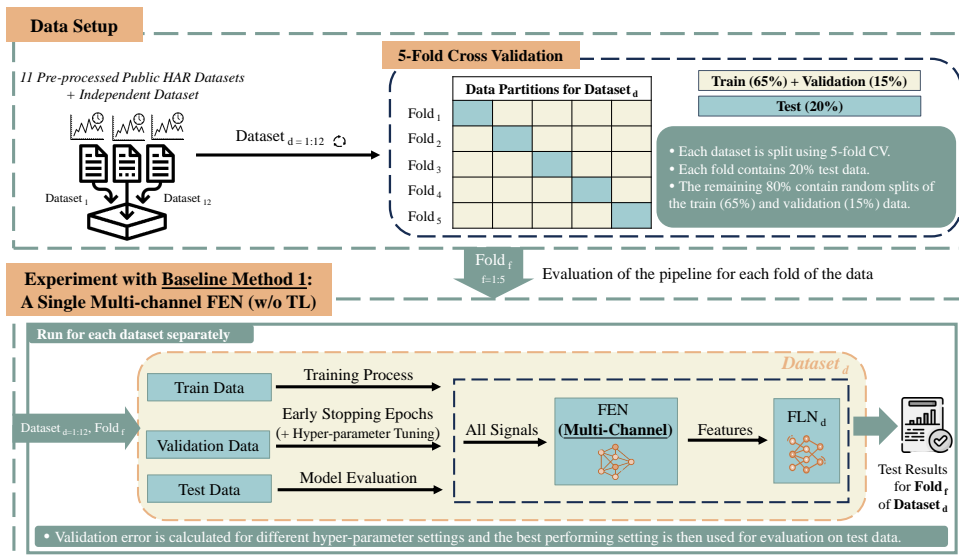 Data Setup
11 Pre-processed Public HAR Datasets
+ Independent Dataset
Dataset 1
Dataset 12
Dataset d = 1:12
5-Fold Cross Validation
Data Partitions for Dataset d
Fold 1
Fold 2
Fold 3
Fold 4
Fold 5
Train (65%) + Validation (15%)
Test (20%)
• Each dataset is split using 5-fold CV.
• Each fold contains 20% test data.
• The remaining 80% contain random splits of
the train (65%) and validation (15%) data.
Fold f
f=1:5
Evaluation of the pipeline for each fold of the data
Experiment with Baseline Method 1:
A Single Multi-channel FEN (w/o TL)
Run for each dataset separately
Dataset d
Dataset d=1:12, Fold f
Train Data
Training Process
Validation Data
Early Stopping Epochs
(+ Hyper-parameter Tuning)
Test Data
Model Evaluation
All Signals
FEN
(Multi-Channel)
Features
FLN d
Test Results
for Fold f
of Dataset d
• Validation error is calculated for different hyper-parameter settings and the best performing setting is then used for evaluation on test data.